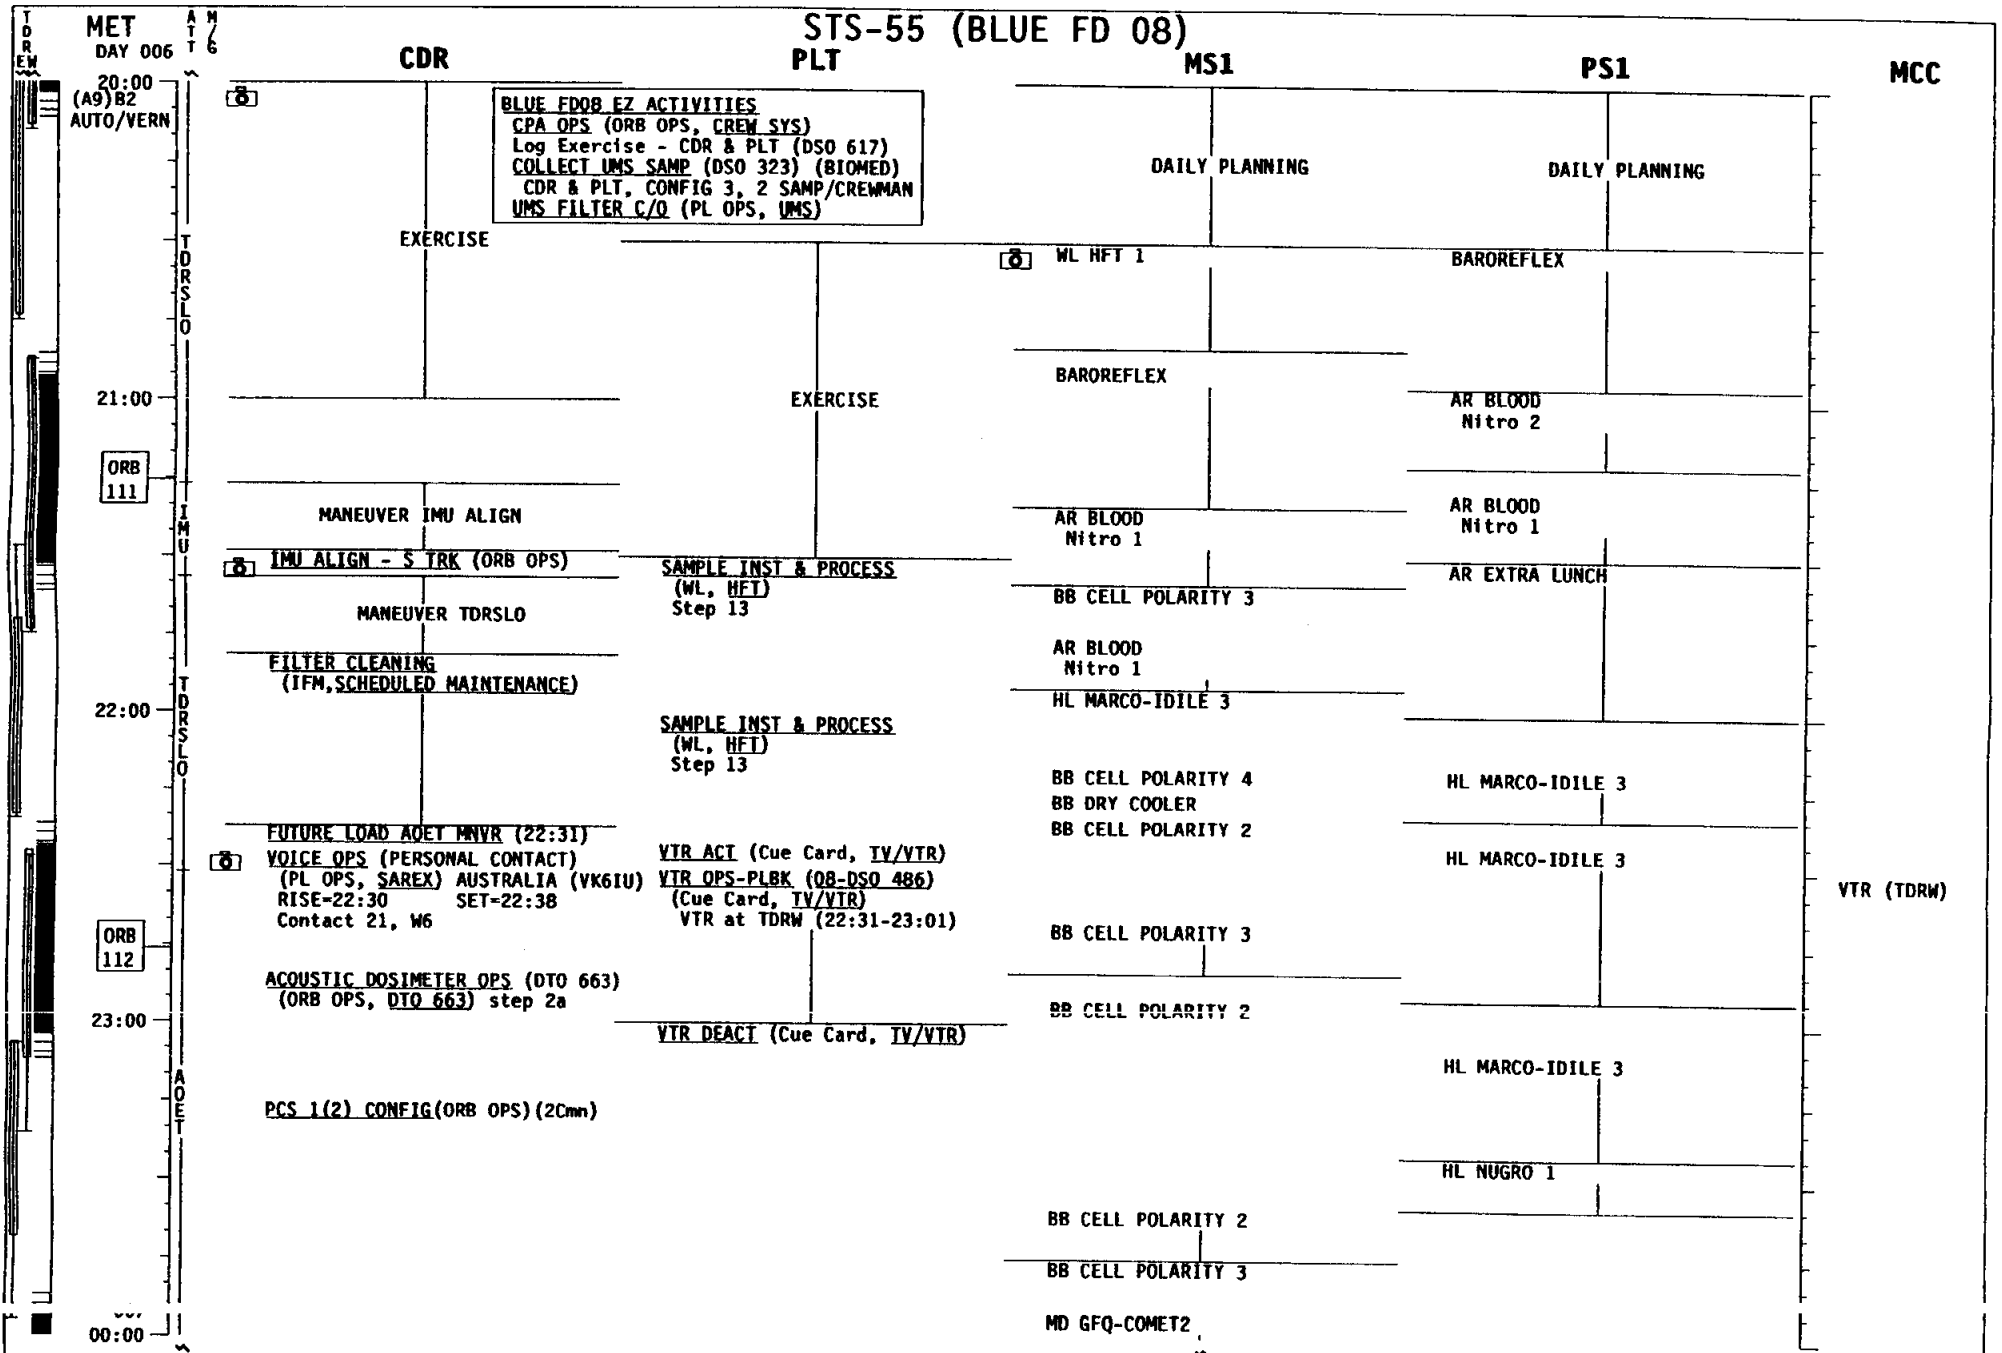 STS-55 (BLUE FD 08)
TDRE W
MET
DAY 006
ATT
M/G
CDR
PLT
MS1
PS1
MCC
20:00
(A9)B2
AUTO/VERN
TDRSLO
21:00
ORB
111
IMU
22:00
TDRSLO
ORB
112
23:00
AOET
00:00
EXERCISE
MANEUVER IMU ALIGN
IMU ALIGN - S TRK (ORB OPS)
MANEUVER TDRSLO
FILTER CLEANING
(IFM,SCHEDULED MAINTENANCE)
FUTURE LOAD AOET MNVR (22:31)
VOICE OPS (PERSONAL CONTACT)
(PL OPS, SAREX) AUSTRALIA (VK6IU)
RISE=22:30 SET=22:38
Contact 21, W6
ACOUSTIC DOSIMETER OPS (DTO 663)
(ORB OPS, DTO 663) step 2a
PCS 1(2) CONFIG(ORB OPS)(2Cmn)
BLUE FD08 EZ ACTIVITIES
CPA OPS (ORB OPS, CREW SYS)
Log Exercise - CDR & PLT (DSO 617)
COLLECT UMS SAMP (DSO 323) (BIOMED)
CDR & PLT, CONFIG 3, 2 SAMP/CREWMAN
UMS FILTER C/O (PL OPS, UMS)
EXERCISE
SAMPLE INST & PROCESS
(WL, HFT)
Step 13
SAMPLE INST & PROCESS
(WL, HFT)
Step 13
VTR ACT (Cue Card, TV/VTR)
VTR OPS-PLBK (08-DSO 486)
(Cue Card, TV/VTR)
VTR at TDRW (22:31-23:01)
VTR DEACT (Cue Card, TV/VTR)
DAILY PLANNING
WL HFT 1
BAROREFLEX
AR BLOOD
Nitro 1
BB CELL POLARITY 3
AR BLOOD
Nitro 1
HL MARCO-IDILE 3
BB CELL POLARITY 4
BB DRY COOLER
BB CELL POLARITY 2
BB CELL POLARITY 3
BB CELL POLARITY 2
BB CELL POLARITY 2
BB CELL POLARITY 3
MD GFQ-COMET2
DAILY PLANNING
BAROREFLEX
AR BLOOD
Nitro 2
AR BLOOD
Nitro 1
AR EXTRA LUNCH
HL MARCO-IDILE 3
HL MARCO-IDILE 3
HL MARCO-IDILE 3
HL NUGRO 1
VTR (TDRW)